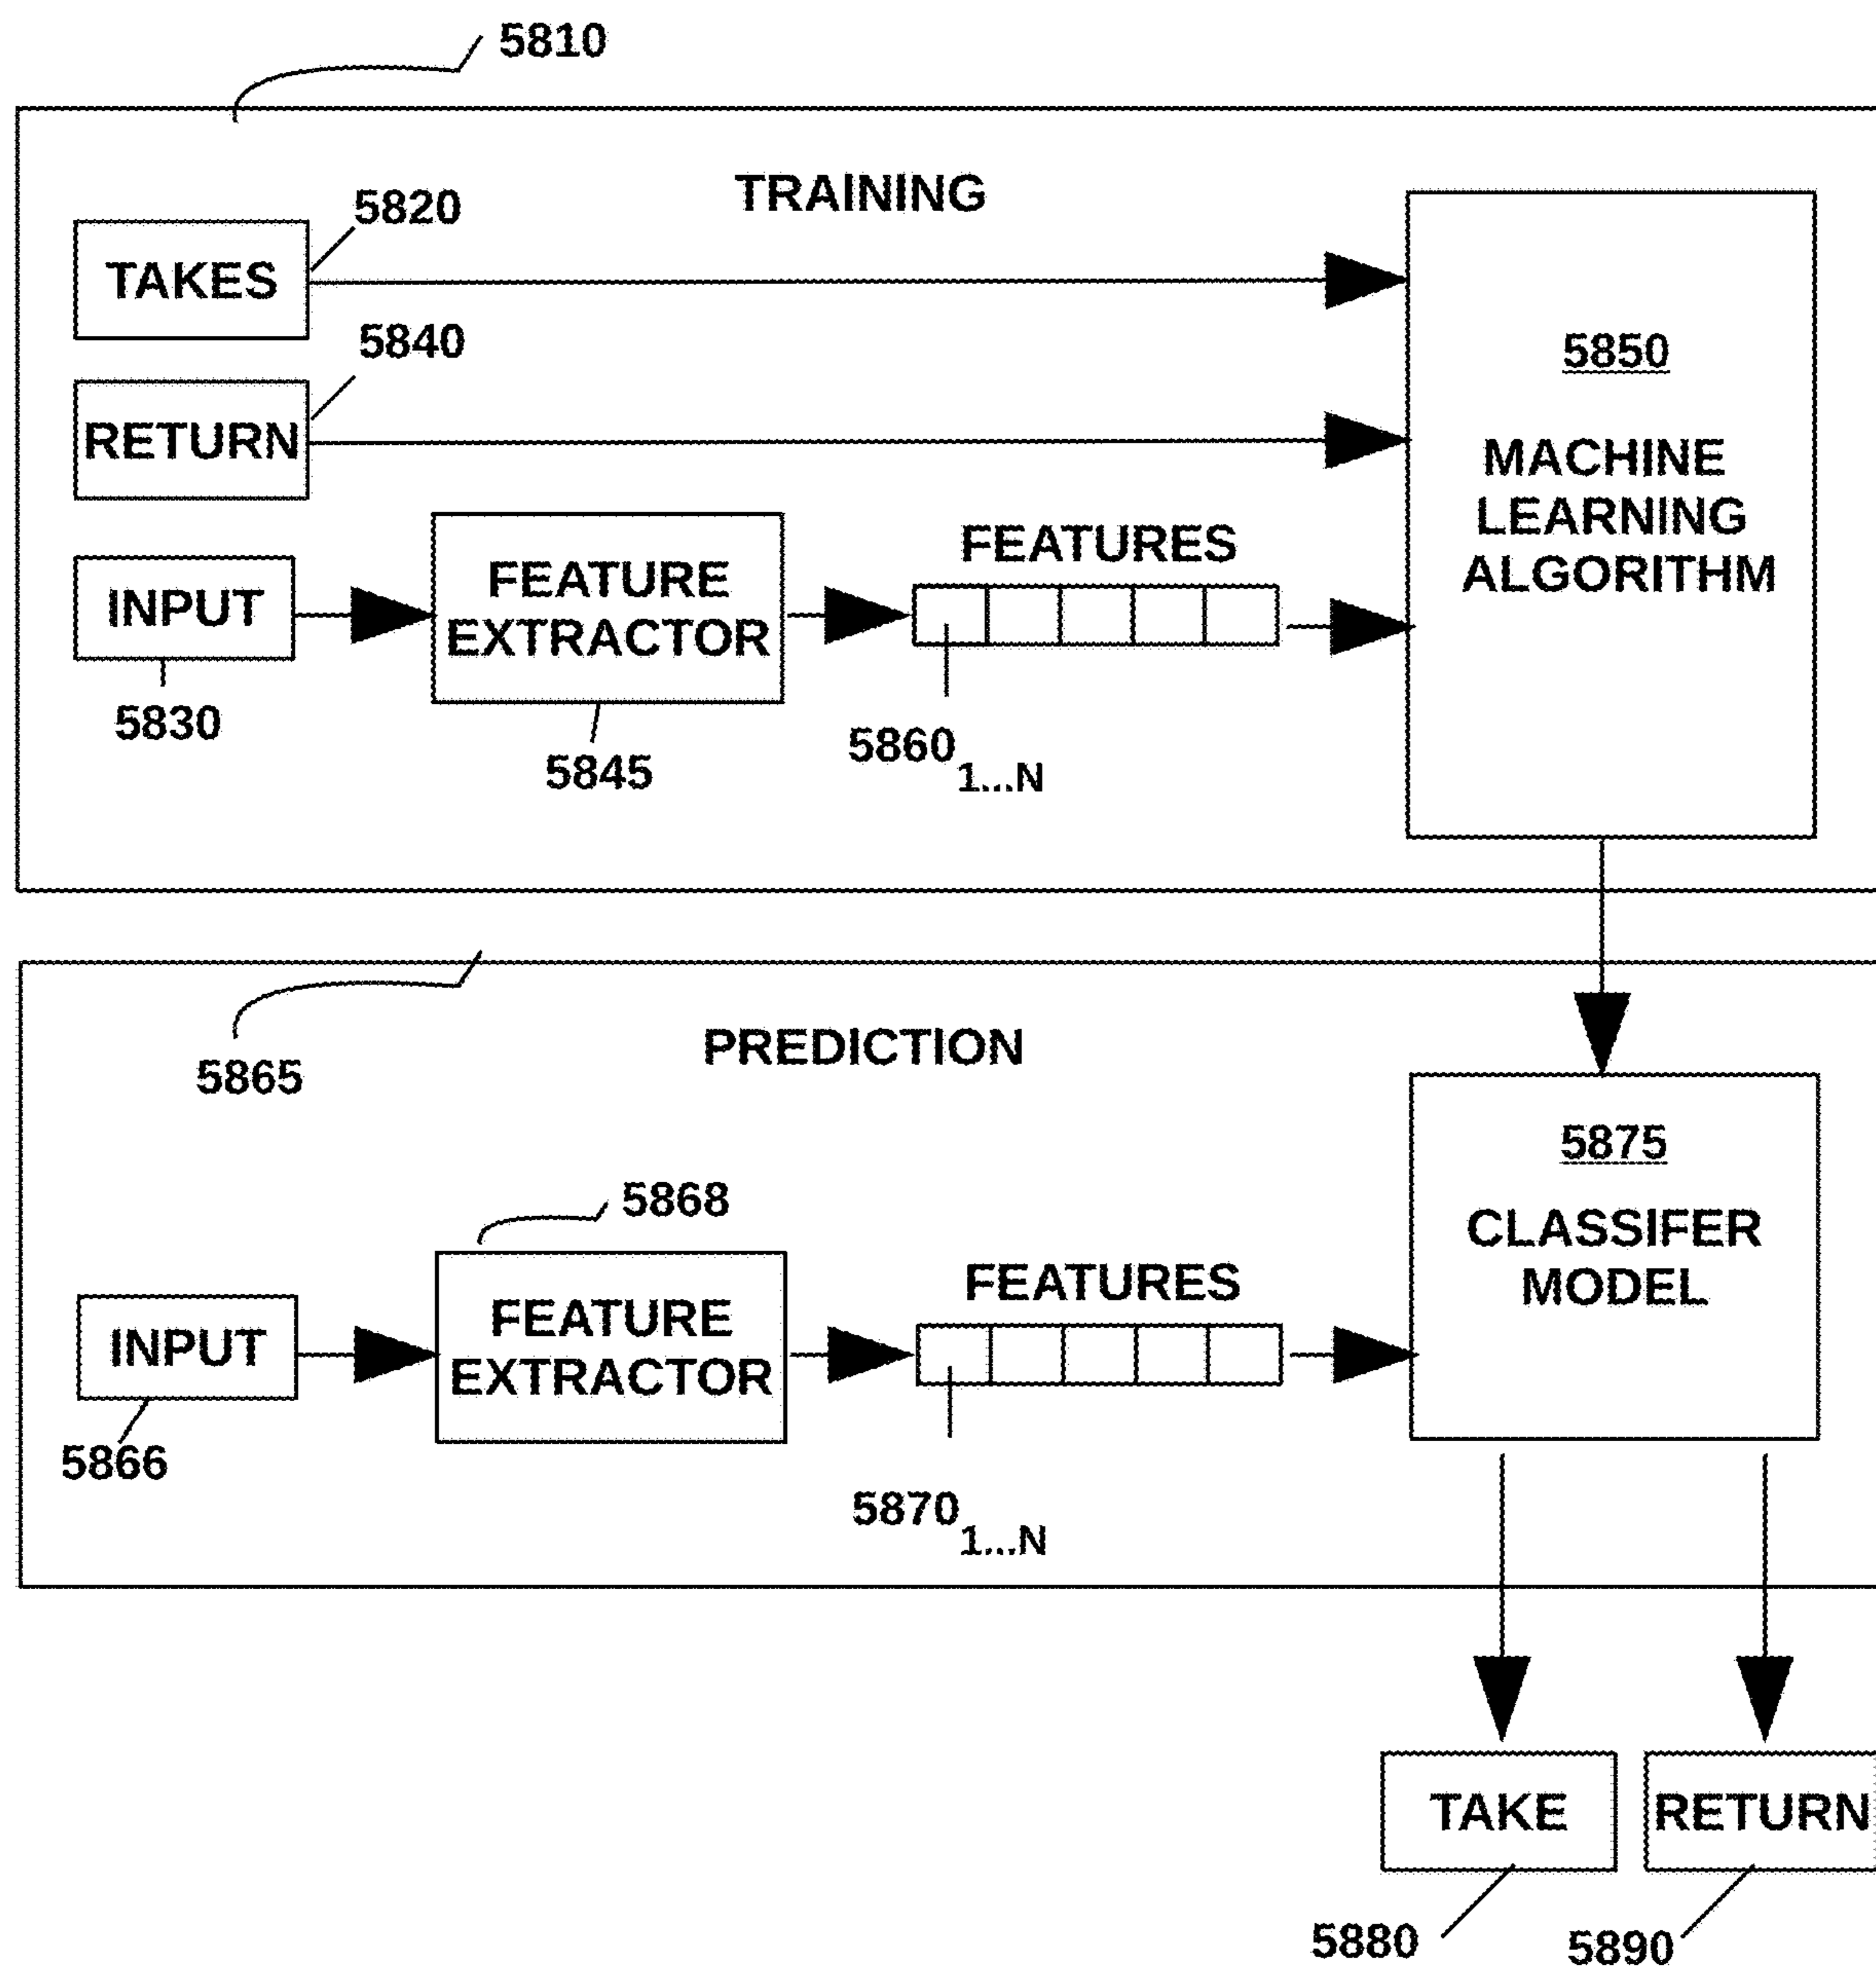 5810
TRAINING
5820
TAKES
5840
RETURN
5850
MACHINE
LEARNING
ALGORITHM
FEATURES
INPUT
FEATURE
EXTRACTOR
5830
5845
5860 1...N
5865
PREDICTION
5875
CLASSIFER
MODEL
5868
FEATURES
INPUT
FEATURE
EXTRACTOR
5866
5870 1...N
TAKE
RETURN
5880
5890